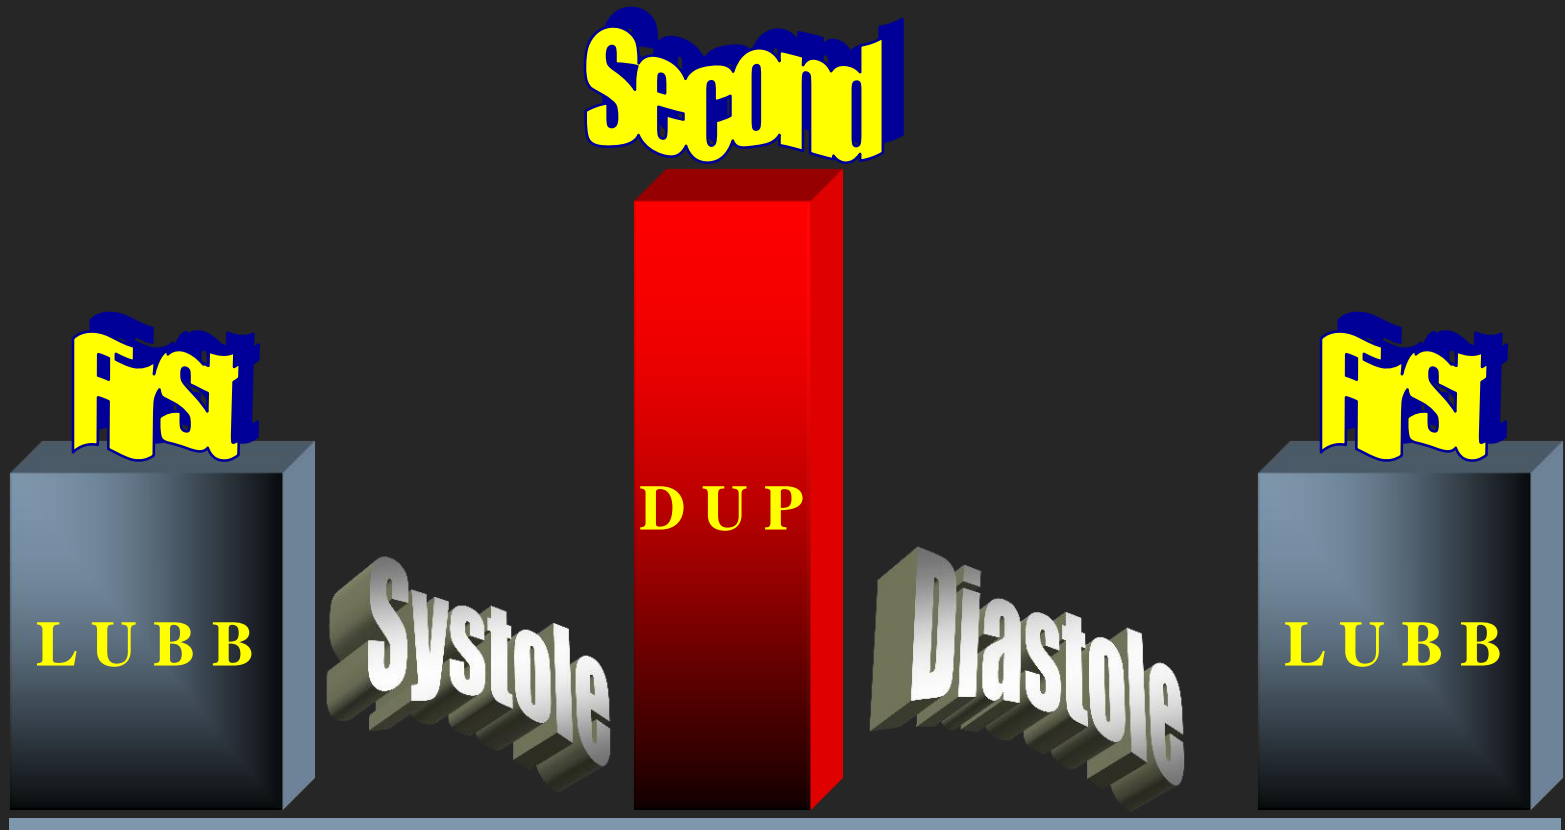 Second
First
First
DUP
LUBB
Systole
Diastole
LUBB